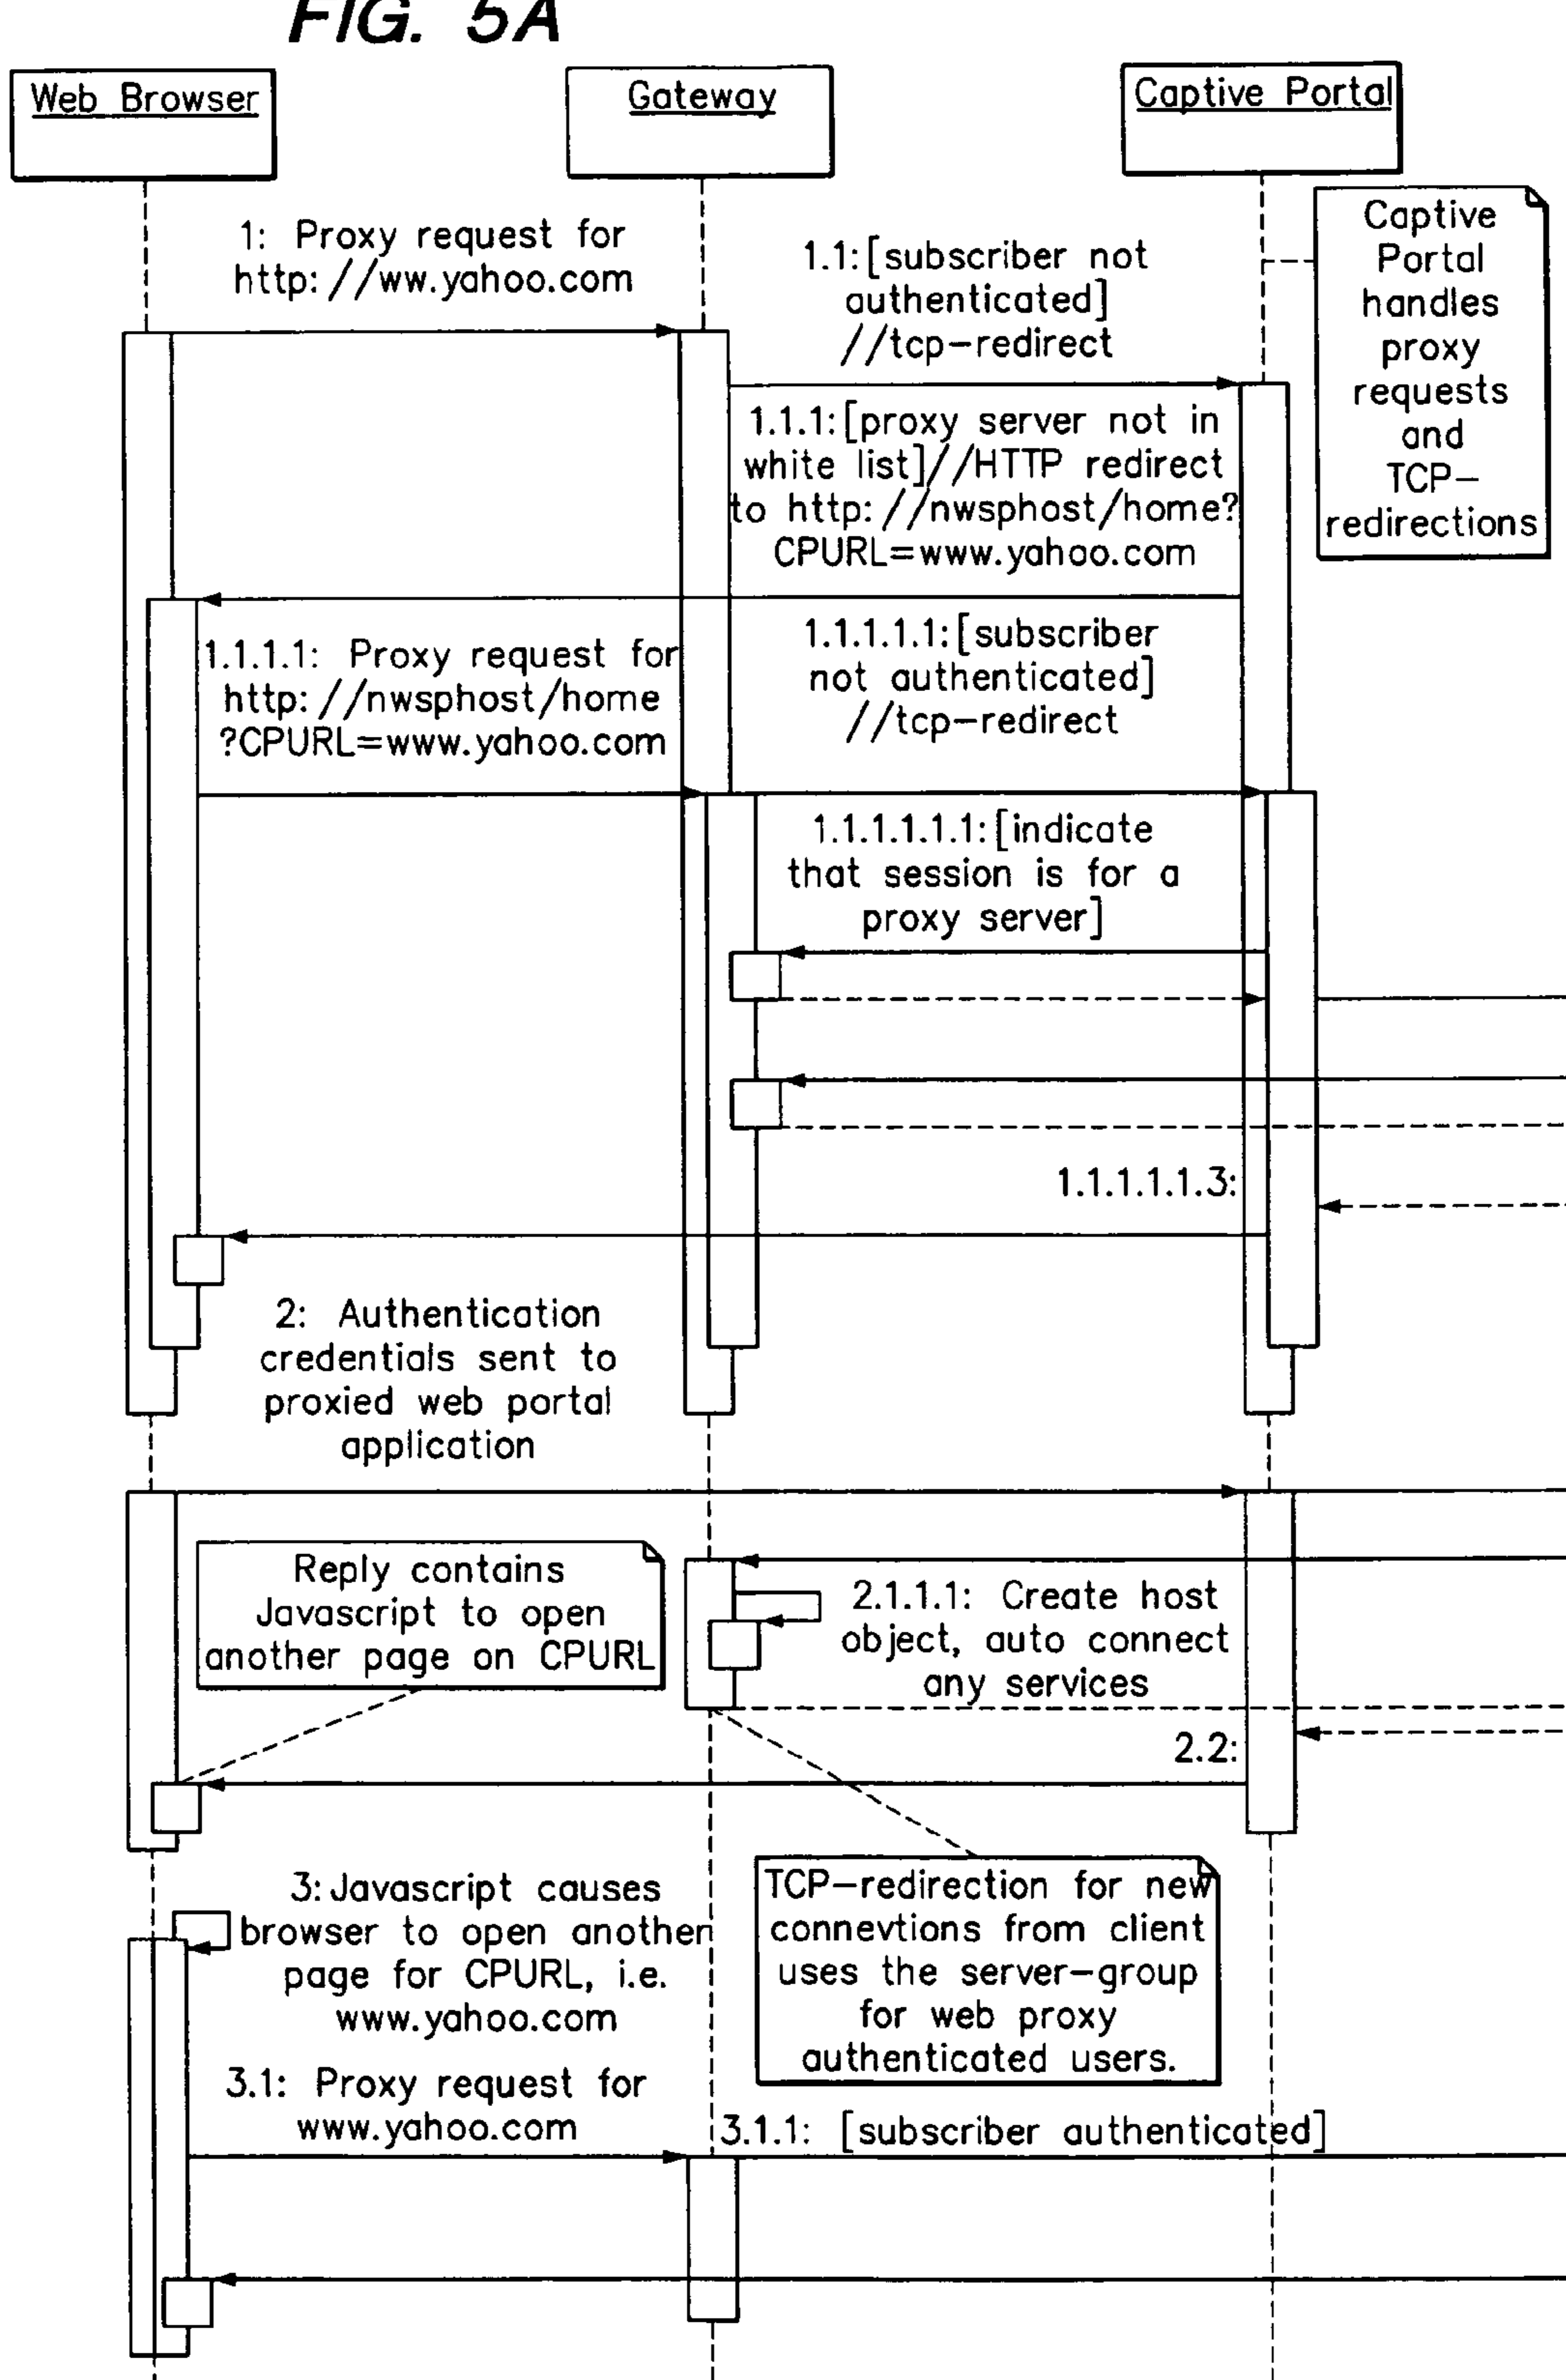 FIG. 5A
Web Browser
Gateway
Captive Portal
Captive
Portal
handles
proxy
requests
and
TCP-
redirections
1: Proxy request for
http://ww.yahoo.com
1.1:[subscriber not
authenticated]
//tcp-redirect
1.1.1:[proxy server not in
white list]//HTTP redirect
to http://nwsphost/home?
CPURL=www.yahoo.com
1.1.1.1: Proxy request for
http://nwsphost/home
?CPURL=www.yahoo.com
1.1.1.1.1:[subscriber
not authenticated]
//tcp-redirect
1.1.1.1.1.1:[indicate
that session is for a
proxy server]
1.1.1.1.1.3:
2: Authentication
credentials sent to
proxied web portal
application
Reply contains
Javascript to open
another page on CPURL
2.1.1.1: Create host
object, auto connect
any services
2.2:
TCP-redirection for new
connevtions from client
uses the server-group
for web proxy
authenticated users.
3: Javascript causes
browser to open another
page for CPURL, i.e.
www.yahoo.com
3.1: Proxy request for
www.yahoo.com
3.1.1: [subscriber authenticated]